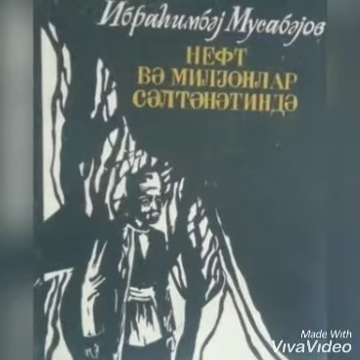 Ибраһимбәј Мусабәјов
НЕФТ
ВӘ МИЛЈОНЛАР
СӘЛТӘНӘТИНДӘ
Made With
VivaVideo